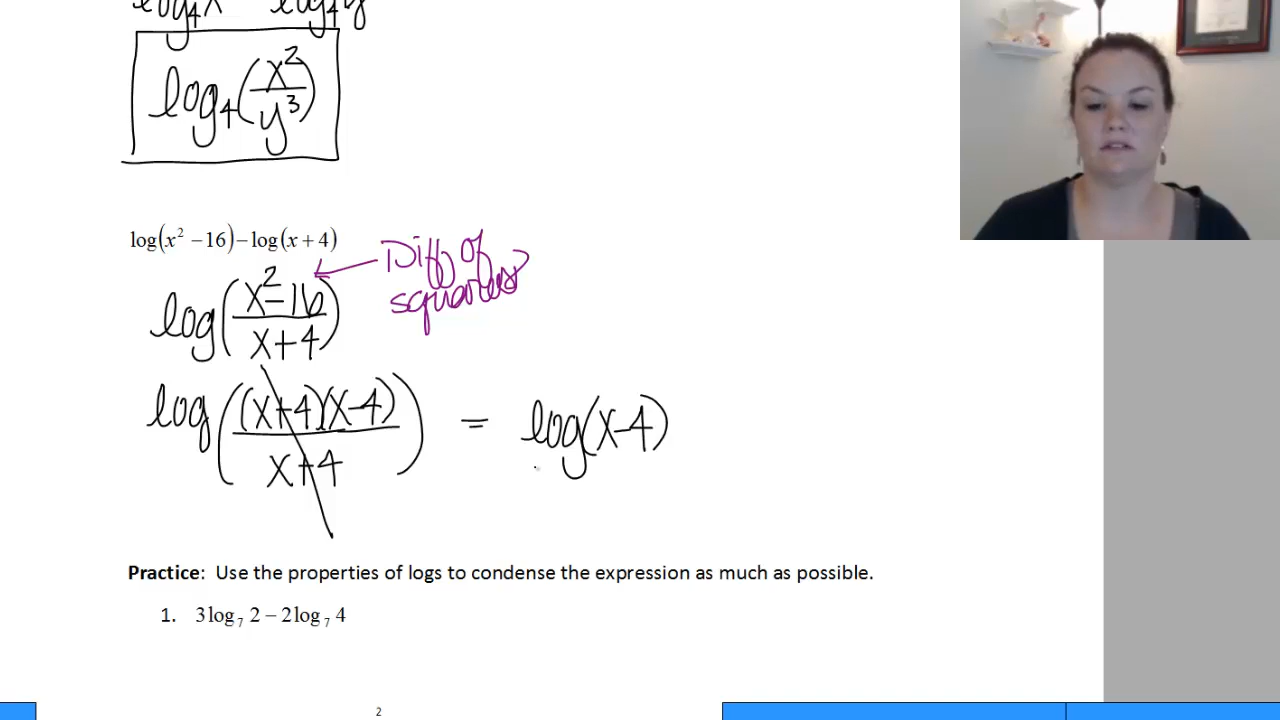 log₄x log₄y
log₄(x²/y³)
log(x² − 16) − log(x + 4)
Diff of
squares
log((x²−16)/(x+4))
log(((x+4)(x−4))/(x+4)) = log(x−4)
Practice: Use the properties of logs to condense the expression as much as possible.
1. 3log₇ 2 − 2log₇ 4
2